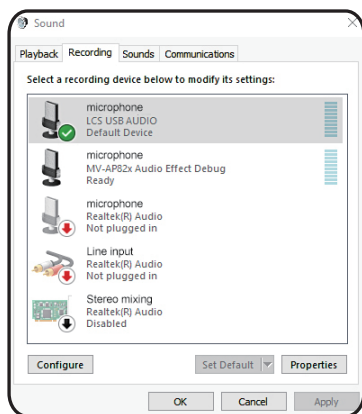 Sound
Playback Recording Sounds Communications
Select a recording device below to modify its settings:
microphone
LCS USB AUDIO
Default Device
microphone
MV-AP82x Audio Effect Debug
Ready
microphone
Realtek(R) Audio
Not plugged in
Line input
Realtek(R) Audio
Not plugged in
Stereo mixing
Realtek(R) Audio
Disabled
Configure Set Default Properties
OK Cancel Apply